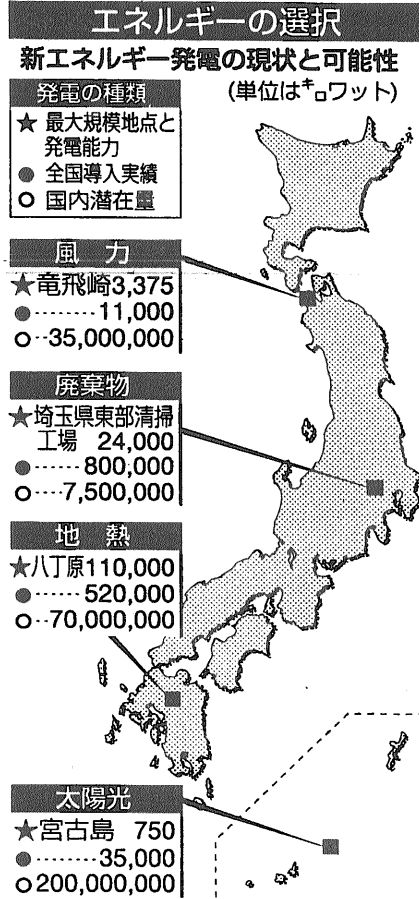 エネルギーの選択
新エネルギー発電の現状と可能性
(単位はキロワット)
発電の種類
★ 最大規模地点と
発電能力
● 全国導入実績
○ 国内潜在量
風力
★竜飛崎3,375
●········11,000
○··35,000,000
廃棄物
★埼玉県東部清掃
工場 24,000
●······800,000
○····7,500,000
地熱
★八丁原110,000
●······520,000
○··70,000,000
太陽光
★宮古島 750
●········35,000
○200,000,000